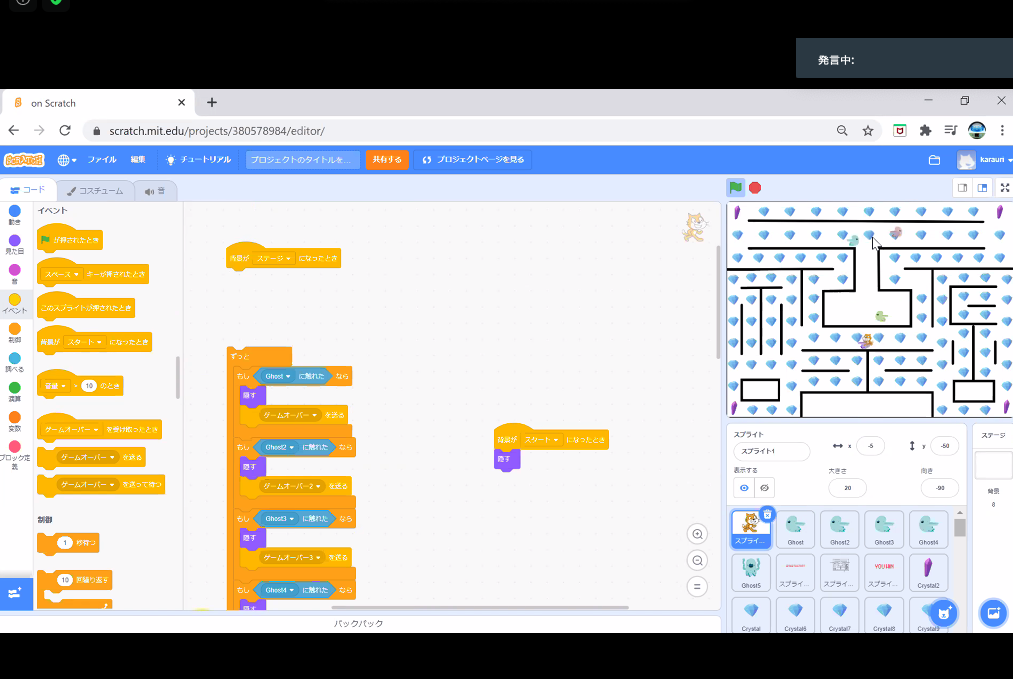 発言中:
on Scratch
scratch.mit.edu/projects/380578984/editor/
SCRATCH
ファイル
編集
チュートリアル
プロジェクトのタイトルを...
共有する
プロジェクトページを見る
karauri
コード
コスチューム
音
動き
見た目
音
イベント
制御
調べる
演算
変数
ブロック定義
イベント
が押されたとき
スペース キーが押されたとき
このスプライトが押されたとき
背景が スタート になったとき
音量 > 10 のとき
ゲームオーバー を受け取ったとき
ゲームオーバー を送る
ゲームオーバー を送って待つ
制御
1 秒待つ
10 回繰り返す
背景が ステージ になったとき
ずっと
もし Ghost に触れた なら
隠す
ゲームオーバー を送る
もし Ghost2 に触れた なら
隠す
ゲームオーバー2 を送る
もし Ghost3 に触れた なら
隠す
ゲームオーバー3 を送る
もし Ghost4 に触れた なら
隠す
背景が スタート になったとき
隠す
バックパック
スプライト
スプライト1
x -5
y -50
表示する
大きさ
20
向き
-90
スプライ...
Ghost
Ghost2
Ghost3
Ghost4
Ghost5
スプライ...
スプライ...
YOU WIN
スプライ...
Crystal2
Crystal
Crystal6
Crystal7
Crystal8
Crystal9
ステージ
背景
8